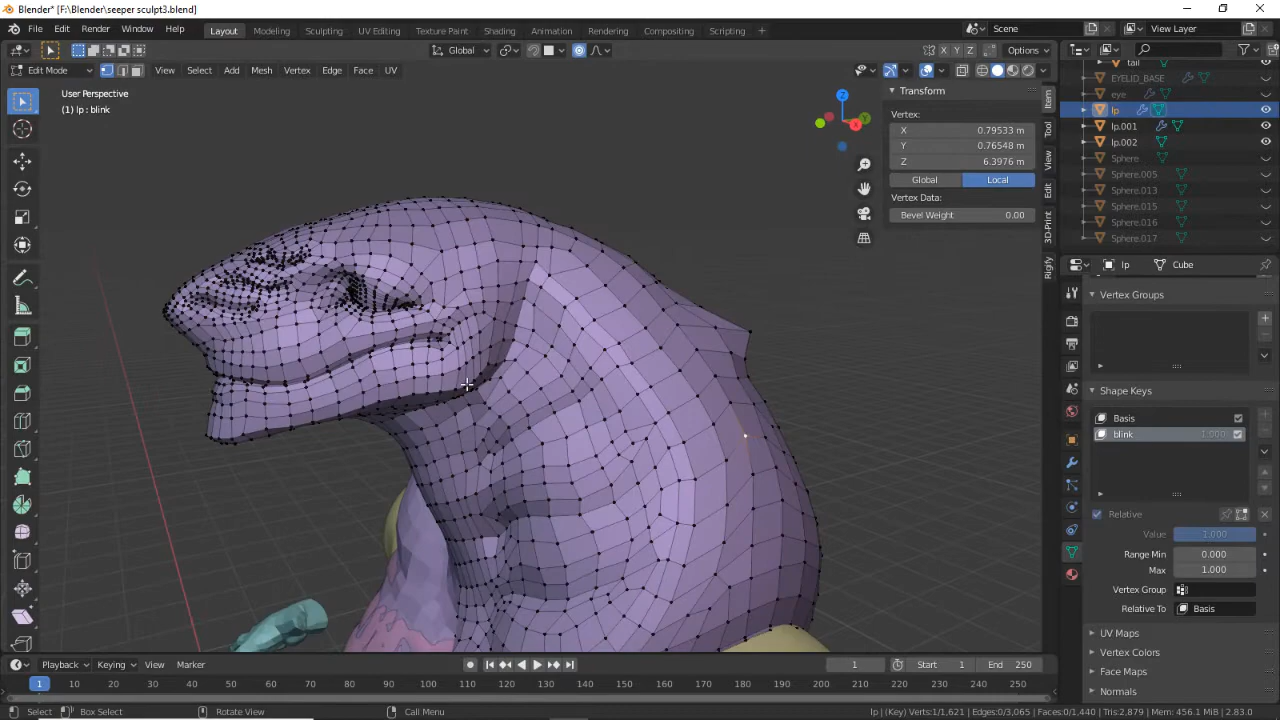 Blender* [F:\Blender\seeper sculpt3.blend]
File Edit Render Window Help Layout Modeling Sculpting UV Editing Texture Paint Shading Animation Rendering Compositing Scripting + Scene View Layer
Global X Y Z Options
Edit Mode View Select Add Mesh Vertex Edge Face UV
User Perspective
(1) lp : blink
Z
Y
X
Transform
Vertex:
X 0.79533 m
Y 0.76548 m
Z 6.3976 m
Global Local
Vertex Data:
Bevel Weight 0.00
Item
Tool
View
Edit
3D-Print
Rigify
tail
EYELID_BASE
eye
lp
lp.001
lp.002
Sphere
Sphere.005
Sphere.013
Sphere.015
Sphere.016
Sphere.017
lp Cube
Vertex Groups
Shape Keys
Basis
blink 1.000
Relative
Value 1.000
Range Min 0.000
Max 1.000
Vertex Group
Relative To Basis
UV Maps
Vertex Colors
Face Maps
Normals
Playback Keying View Marker 1 Start 1 End 250
1 10 20 30 40 50 60 70 80 90 100 110 120 130 140 150 160 170 180 190 200 210 220 230 240 250
Select Box Select Rotate View Call Menu lp | (Key) Verts:1/1,621 | Edges:0/3,065 | Faces:0/1,440 | Tris:2,879 | Mem: 456.1 MiB | 2.83.0